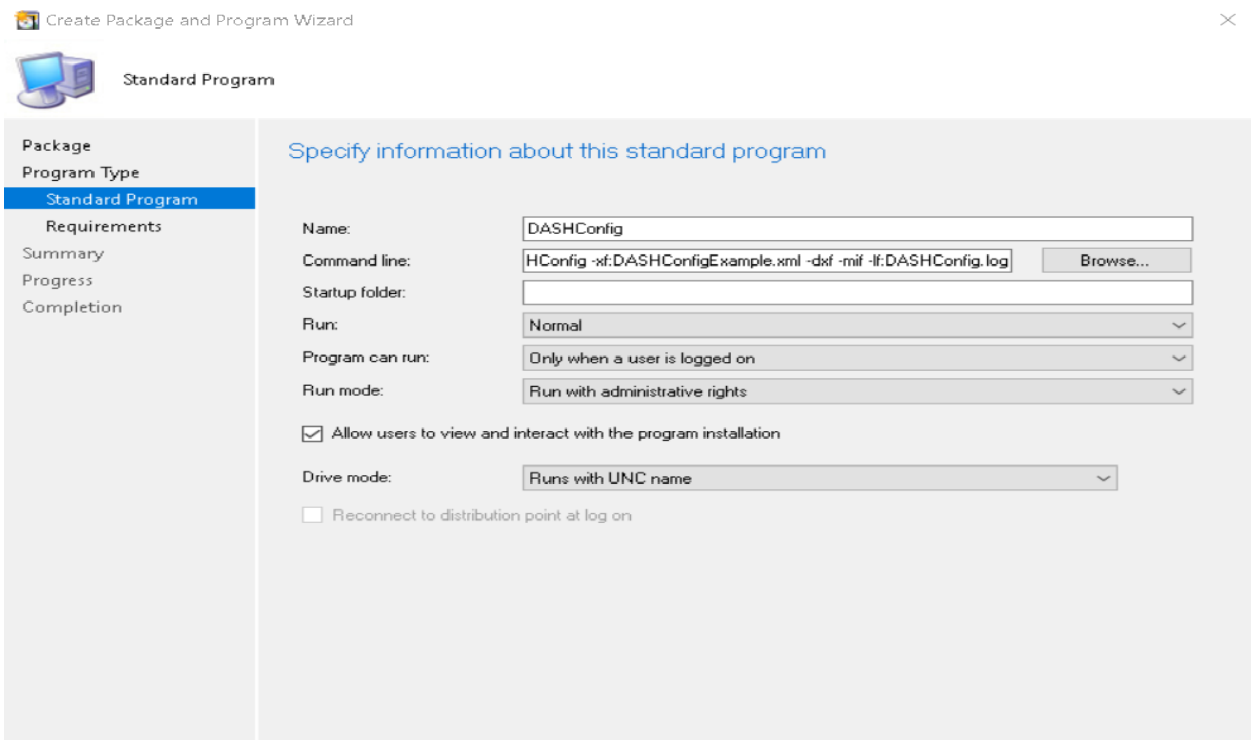 Create Package and Program Wizard
Standard Program
Package
Program Type
Standard Program
Requirements
Summary
Progress
Completion
Specify information about this standard program
Name: DASHConfig
Command line: HConfig -xf:DASHConfigExample.xml -dxf -mif -lf:DASHConfig.log Browse...
Startup folder:
Run: Normal
Program can run: Only when a user is logged on
Run mode: Run with administrative rights
Allow users to view and interact with the program installation
Drive mode: Runs with UNC name
Reconnect to distribution point at log on